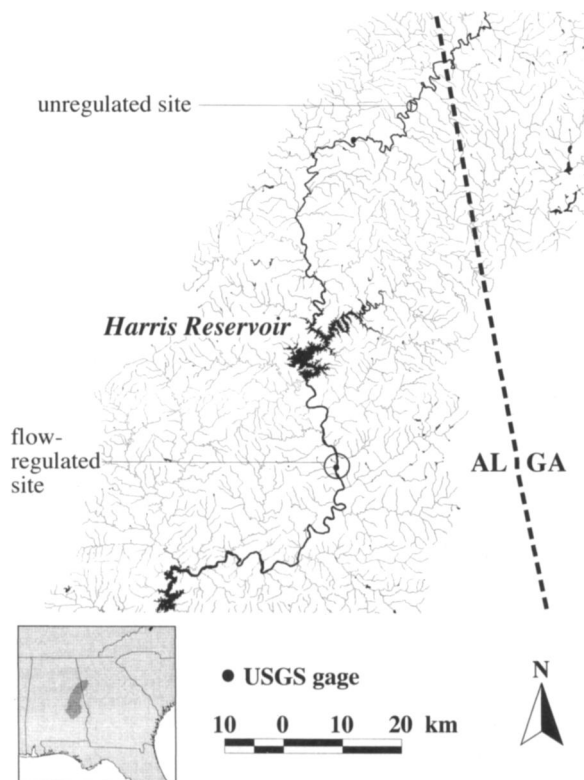 unregulated site
Harris Reservoir
flow-
regulated
site
AL GA
USGS gage
N
10 0 10 20 km